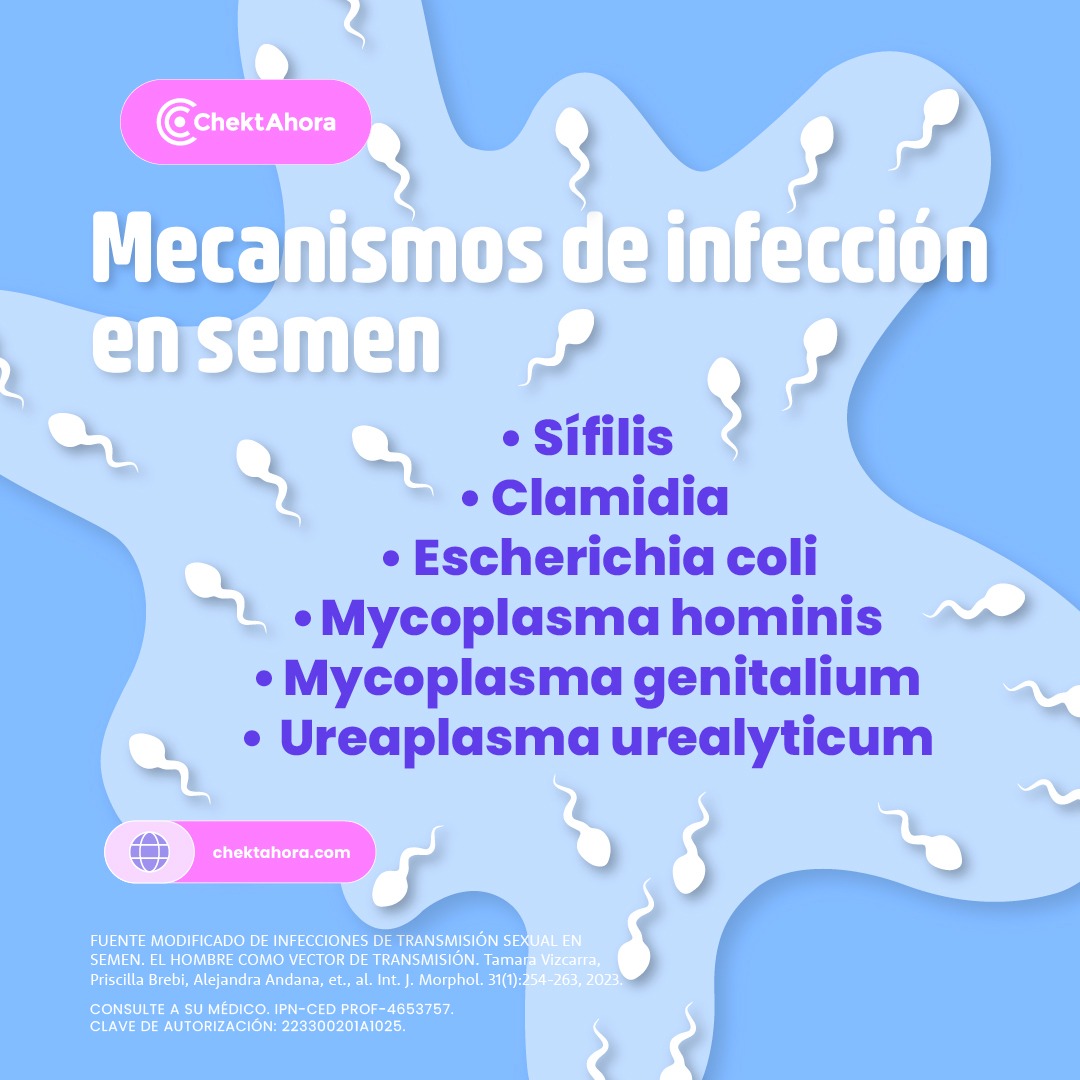 ChektAhora
Mecanismos de infección
en semen
• Sífilis
• Clamidia
• Escherichia coli
• Mycoplasma hominis
• Mycoplasma genitalium
• Ureaplasma urealyticum
chektahora.com
FUENTE MODIFICADO DE INFECCIONES DE TRANSMISIÓN SEXUAL EN
SEMEN. EL HOMBRE COMO VECTOR DE TRANSMISIÓN. Tamara Vizcarra,
Priscilla Brebi, Alejandra Andana, et., al. Int. J. Morphol. 31(1):254-263, 2023.
CONSULTE A SU MÉDICO. IPN-CED PROF-4653757.
CLAVE DE AUTORIZACIÓN: 223300201A1025.